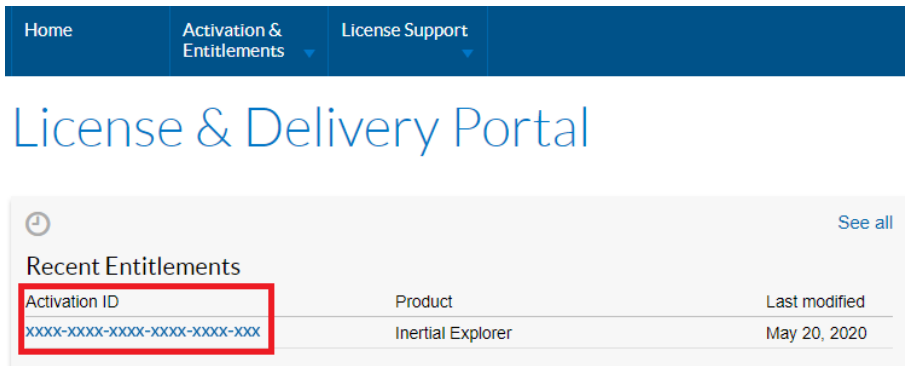 Home
Activation &
Entitlements
License Support
License & Delivery Portal
See all
Recent Entitlements
Activation ID Product Last modified
xxxx-xxxx-xxxx-xxxx-xxxx-xxx Inertial Explorer May 20, 2020